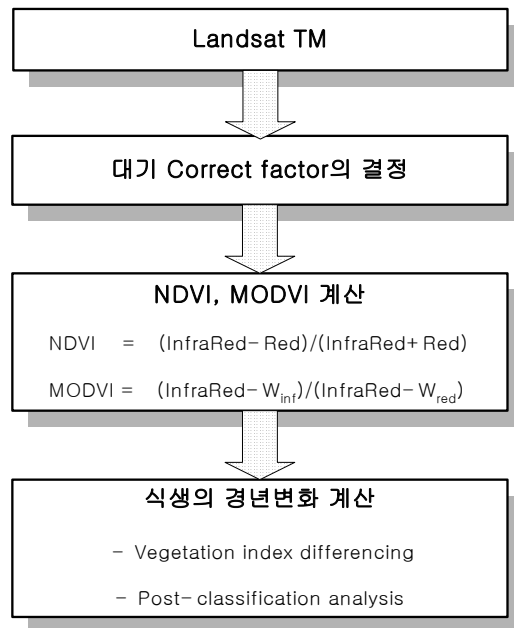 Landsat TM
대기 Correct factor의 결정
NDVI, MODVI 계산
NDVI = (InfraRed-Red)/(InfraRed+Red)
MODVI = (InfraRed-W_inf)/(InfraRed-W_red)
식생의 경년변화 계산
- Vegetation index differencing
- Post-classification analysis